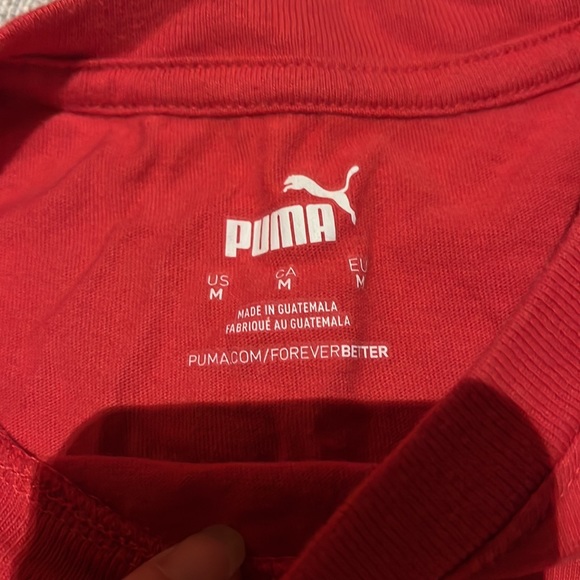 PUMA
US CA EU
M M M
MADE IN GUATEMALA
FABRIQUÉ AU GUATEMALA
PUMA.COM/FOREVERBETTER